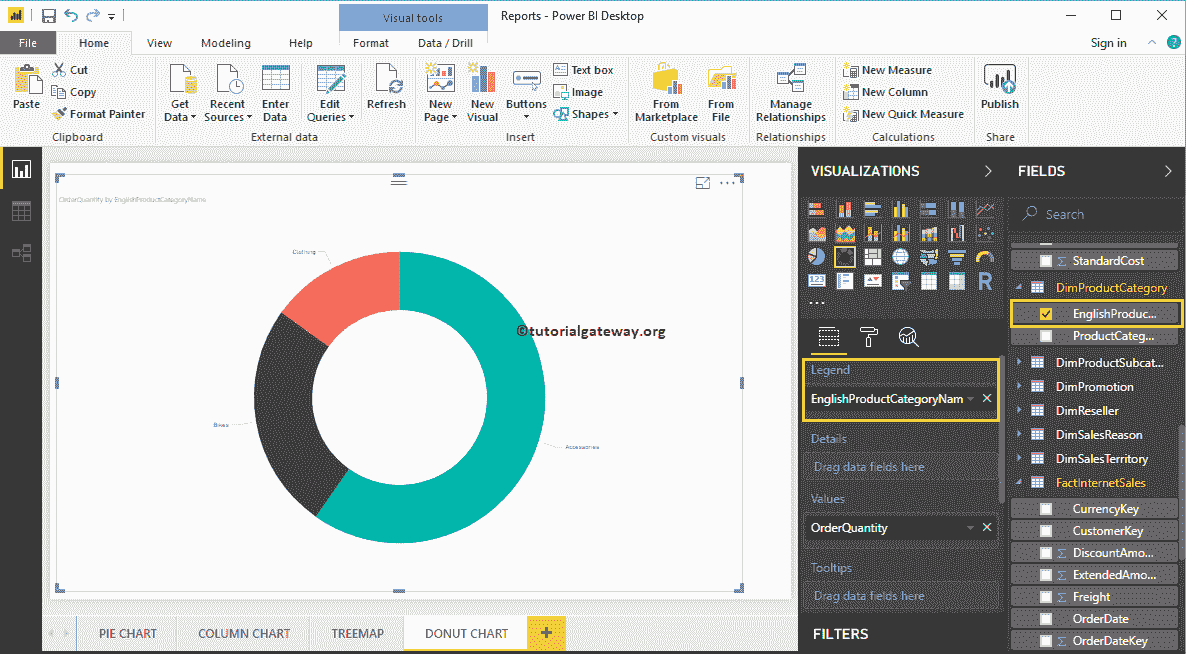 Visual tools
Reports - Power BI Desktop
File
Home
View
Modeling
Help
Format
Data / Drill
Sign in
?
Paste
Cut
Copy
Format Painter
Clipboard
Get Data
Recent Sources
Enter Data
Edit Queries
External data
Refresh
New Page
New Visual
Buttons
Text box
Image
Shapes
Insert
From Marketplace
From File
Custom visuals
Manage Relationships
Relationships
New Measure
New Column
New Quick Measure
Calculations
Publish
Share
OrderQuantity by EnglishProductCategoryName
Clothing
Bikes
Accessories
©tutorialgateway.org
PIE CHART
COLUMN CHART
TREEMAP
DONUT CHART
+
VISUALIZATIONS
123
R
...
Legend
EnglishProductCategoryNam
Details
Drag data fields here
Values
OrderQuantity
Tooltips
Drag data fields here
FILTERS
FIELDS
Search
Σ StandardCost
DimProductCategory
EnglishProduc...
ProductCateg...
DimProductSubcat...
DimPromotion
DimReseller
DimSalesReason
DimSalesTerritory
FactInternetSales
CurrencyKey
CustomerKey
Σ DiscountAmo...
Σ ExtendedAmo...
Σ Freight
OrderDate
Σ OrderDateKey